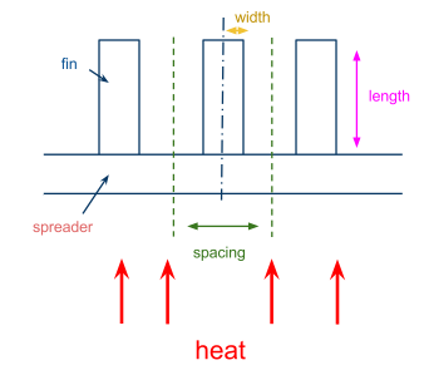 width
fin
length
spreader
spacing
heat